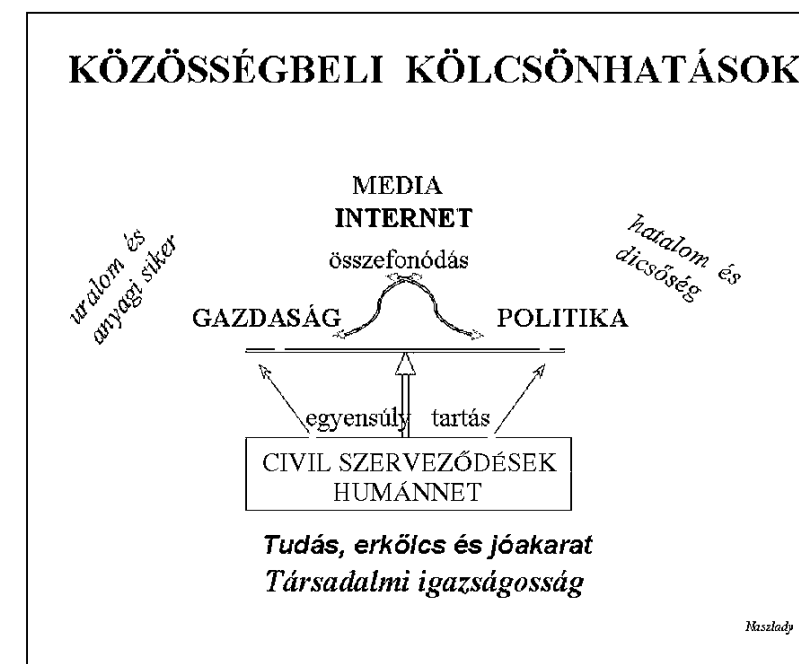 KÖZÖSSÉGBELI KÖLCSÖNHATÁSOK
MEDIA
INTERNET
összefonódás
uralom és
anyagi siker
hatalom és
dicsőség
GAZDASÁG
POLITIKA
egyensúly tartás
CIVIL SZERVEZŐDÉSEK
HUMÁNNET
Tudás, erkölcs és jóakarat
Társadalmi igazságosság
Naszlady